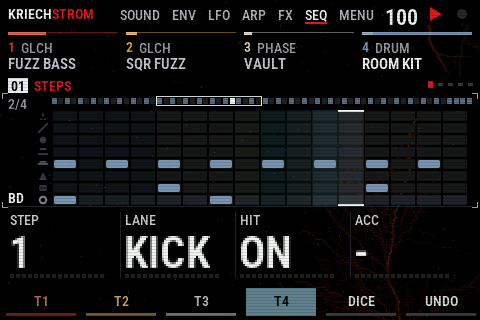 KRIECHSTROM SOUND ENV LFO ARP FX SEQ MENU 100
1 GLCH 2 GLCH 3 PHASE 4 DRUM
FUZZ BASS SQR FUZZ VAULT ROOM KIT
01 STEPS
2/4
BD
STEP LANE HIT ACC
1 KICK ON -
T1 T2 T3 T4 DICE UNDO